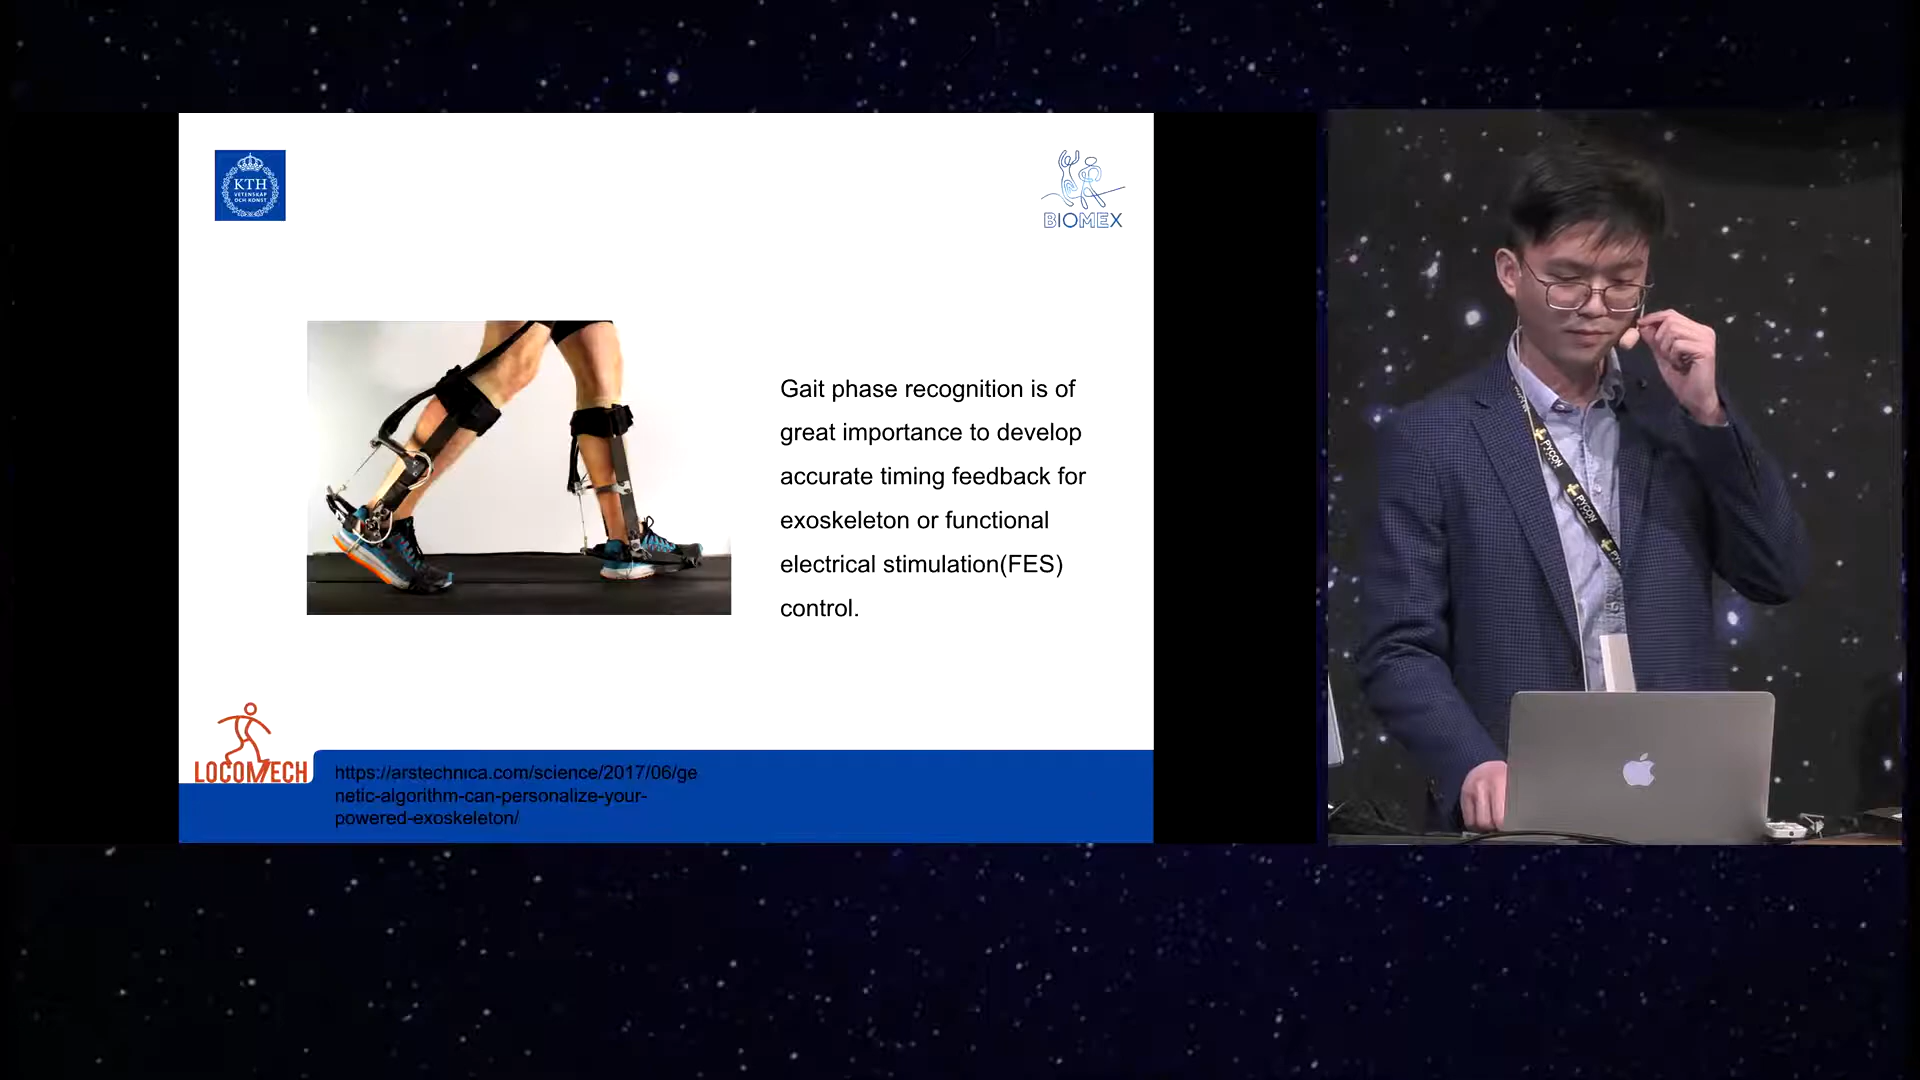 KTH
VETENSKAP
OCH KONST
BIOMEX
Gait phase recognition is of
great importance to develop
accurate timing feedback for
exoskeleton or functional
electrical stimulation(FES)
control.
LOCOMECH
https://arstechnica.com/science/2017/06/ge
netic-algorithm-can-personalize-your-
powered-exoskeleton/
PYCON
PYCON